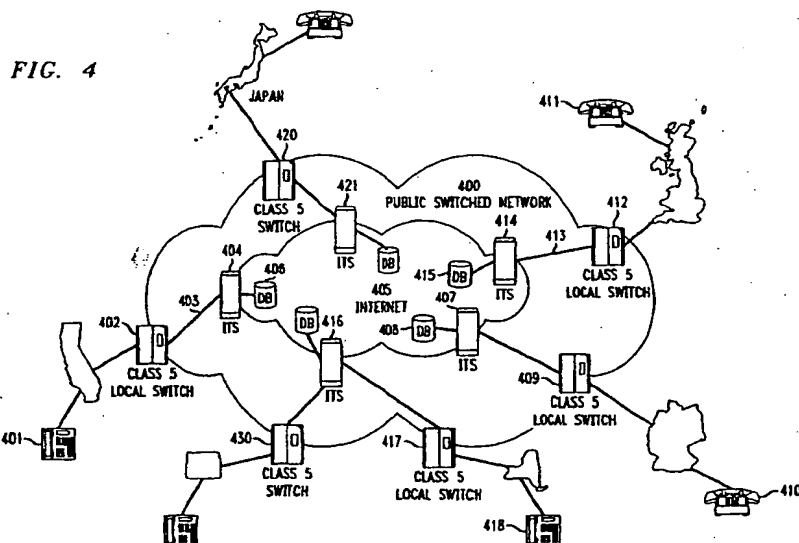 FIG. 4
JAPAN
420
CLASS 5
SWITCH
421
ITS
DB
400
PUBLIC SWITCHED NETWORK
411
412
CLASS 5
LOCAL SWITCH
413
414
ITS
415
DB
405
INTERNET
404
406
DB
ITS
403
402
CLASS 5
LOCAL SWITCH
401
DB
416
ITS
407
408
DB
ITS
409
CLASS 5
LOCAL SWITCH
410
430
CLASS 5
SWITCH
417
CLASS 5
LOCAL SWITCH
418